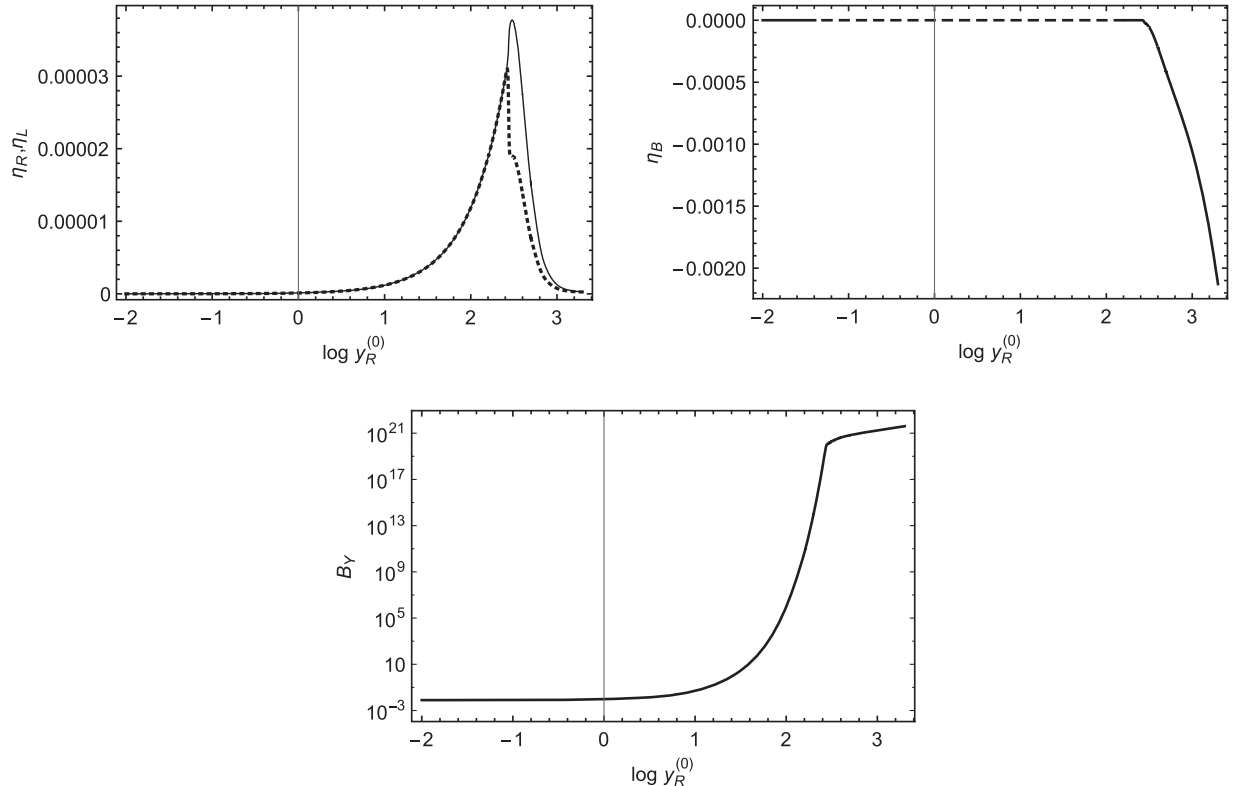 η_R,η_L
0.00003
0.00002
0.00001
0
−2 −1 0 1 2 3
log y_R^(0)
η_B
0.0000
−0.0005
−0.0010
−0.0015
−0.0020
−2 −1 0 1 2 3
log y_R^(0)
B_Y
10^21
10^17
10^13
10^9
10^5
10
10^−3
−2 −1 0 1 2 3
log y_R^(0)